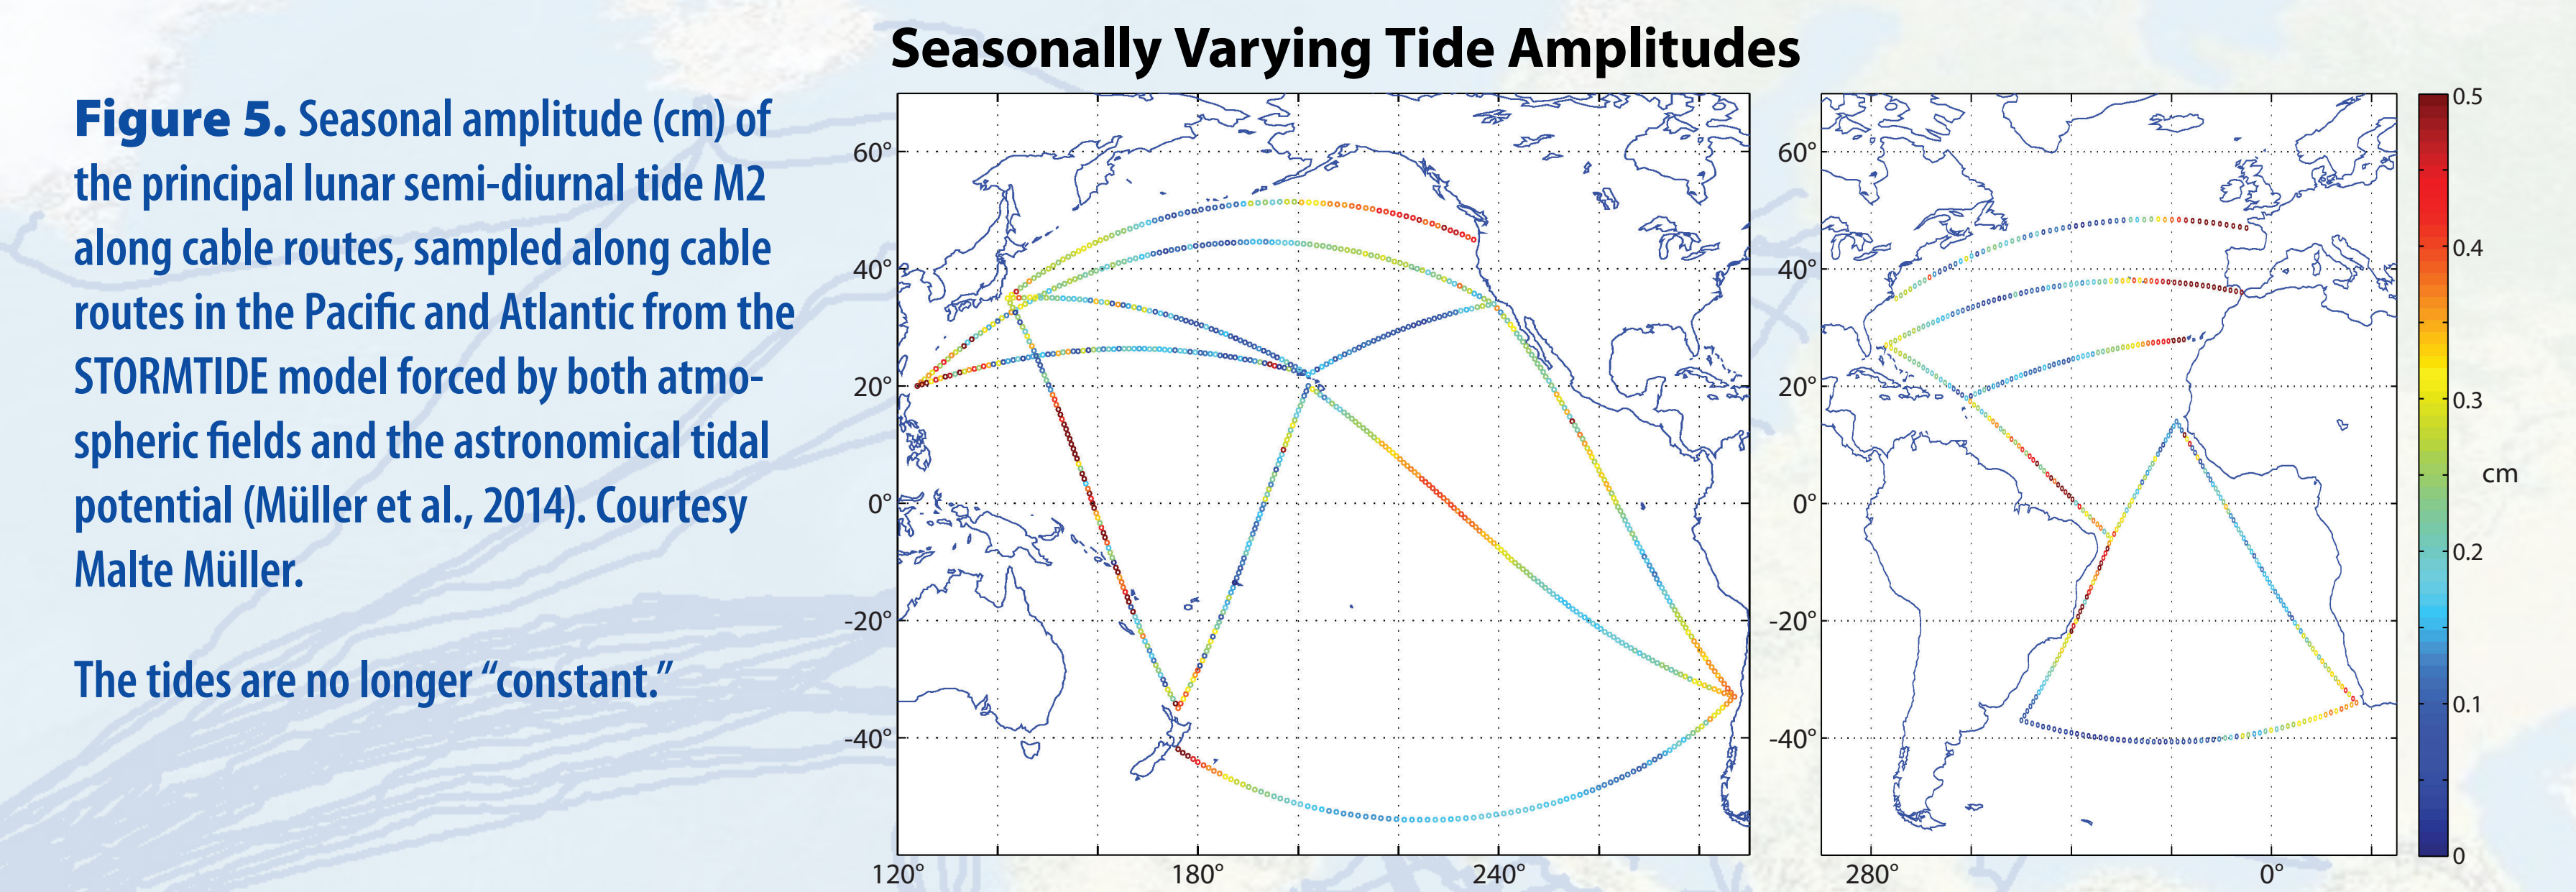 Seasonally Varying Tide Amplitudes
Figure 5. Seasonal amplitude (cm) of
the principal lunar semi-diurnal tide M2
along cable routes, sampled along cable
routes in the Pacific and Atlantic from the
STORMTIDE model forced by both atmo-
spheric fields and the astronomical tidal
potential (Müller et al., 2014). Courtesy
Malte Müller.
The tides are no longer “constant.”
60°
40°
20°
0°
-20°
-40°
120°
180°
240°
60°
40°
20°
0°
-20°
-40°
280°
0°
0.5
0.4
0.3
cm
0.2
0.1
0